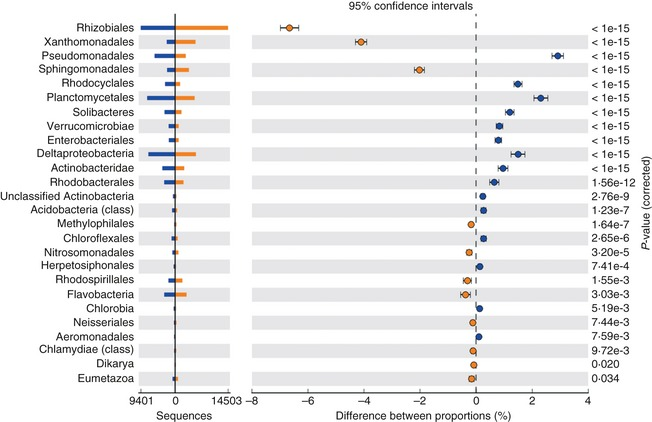 95% confidence intervals
Rhizobiales < 1e-15
Xanthomonadales < 1e-15
Pseudomonadales < 1e-15
Sphingomonadales < 1e-15
Rhodocyclales < 1e-15
Planctomycetales < 1e-15
Solibacteres < 1e-15
Verrucomicrobiae < 1e-15
Enterobacteriales < 1e-15
Deltaproteobacteria < 1e-15
Actinobacteridae < 1e-15
Rhodobacterales 1·56e-12
Unclassified Actinobacteria 2·76e-9
Acidobacteria (class) 1·23e-7
Methylophilales 1·64e-7
Chloroflexales 2·65e-6
Nitrosomonadales 3·20e-5
Herpetosiphonales 7·41e-4
Rhodospirillales 1·55e-3
Flavobacteria 3·03e-3
Chlorobia 5·19e-3
Neisseriales 7·44e-3
Aeromonadales 7·59e-3
Chlamydiae (class) 9·72e-3
Dikarya 0·020
Eumetazoa 0·034
P-value (corrected)
9401 0 14503 −8 −6 −4 −2 0 2 4
Sequences Difference between proportions (%)